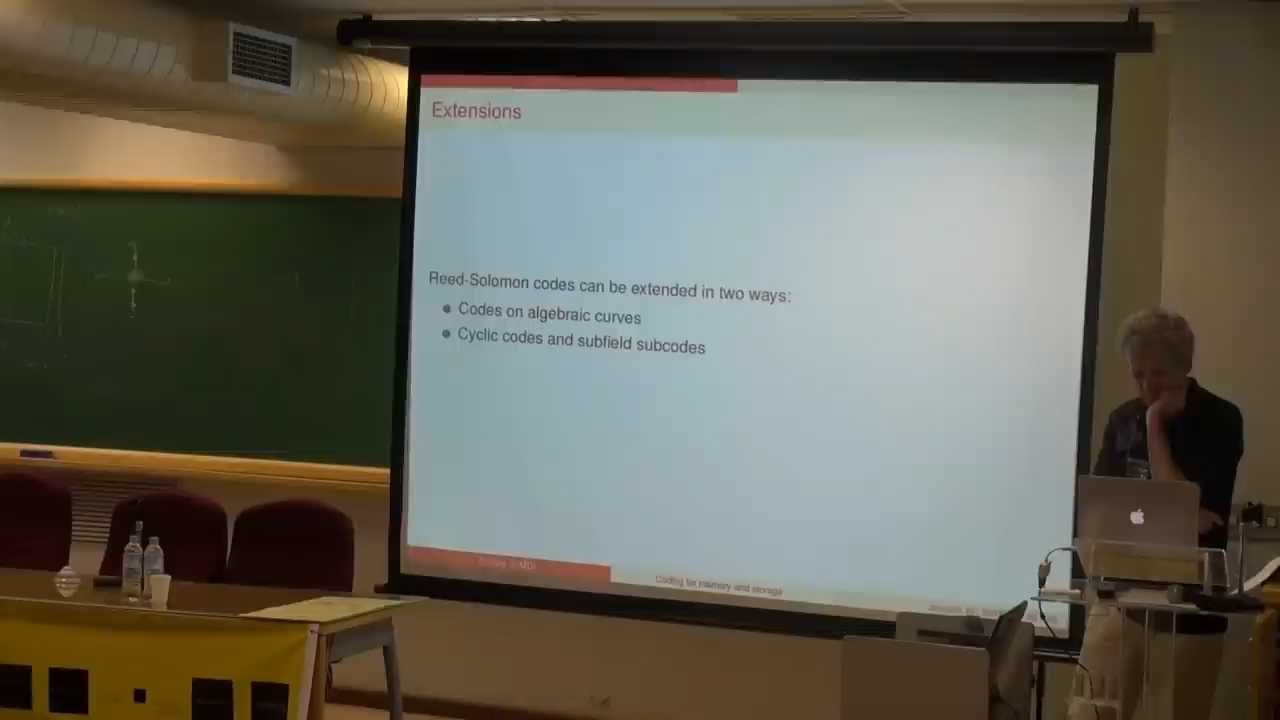 Extensions
Reed-Solomon codes can be extended in two ways:
Codes on algebraic curves
Cyclic codes and subfield subcodes
Coding for memory and storage